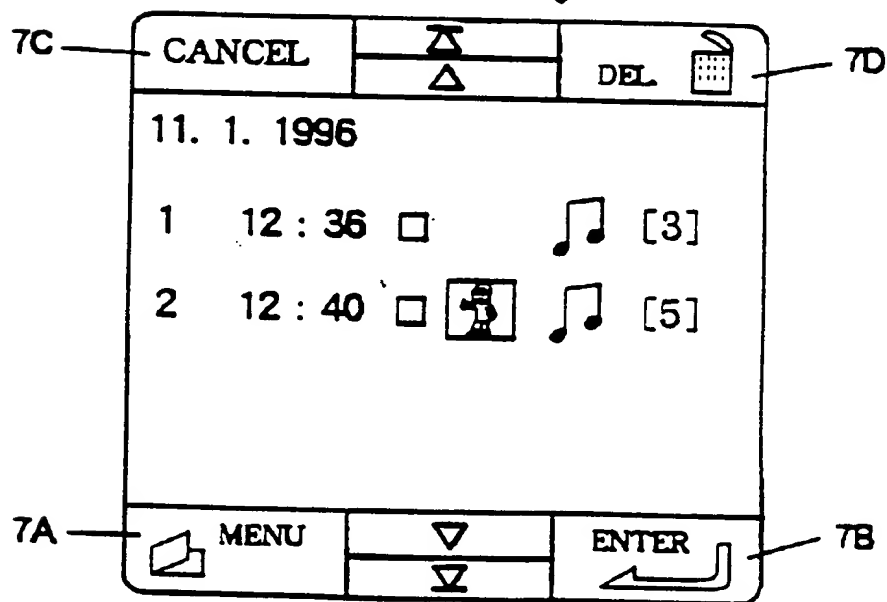 7C CANCEL DEL. 7D
11. 1. 1996
1 12 : 36 [3]
2 12 : 40 [5]
7A MENU ENTER 7B